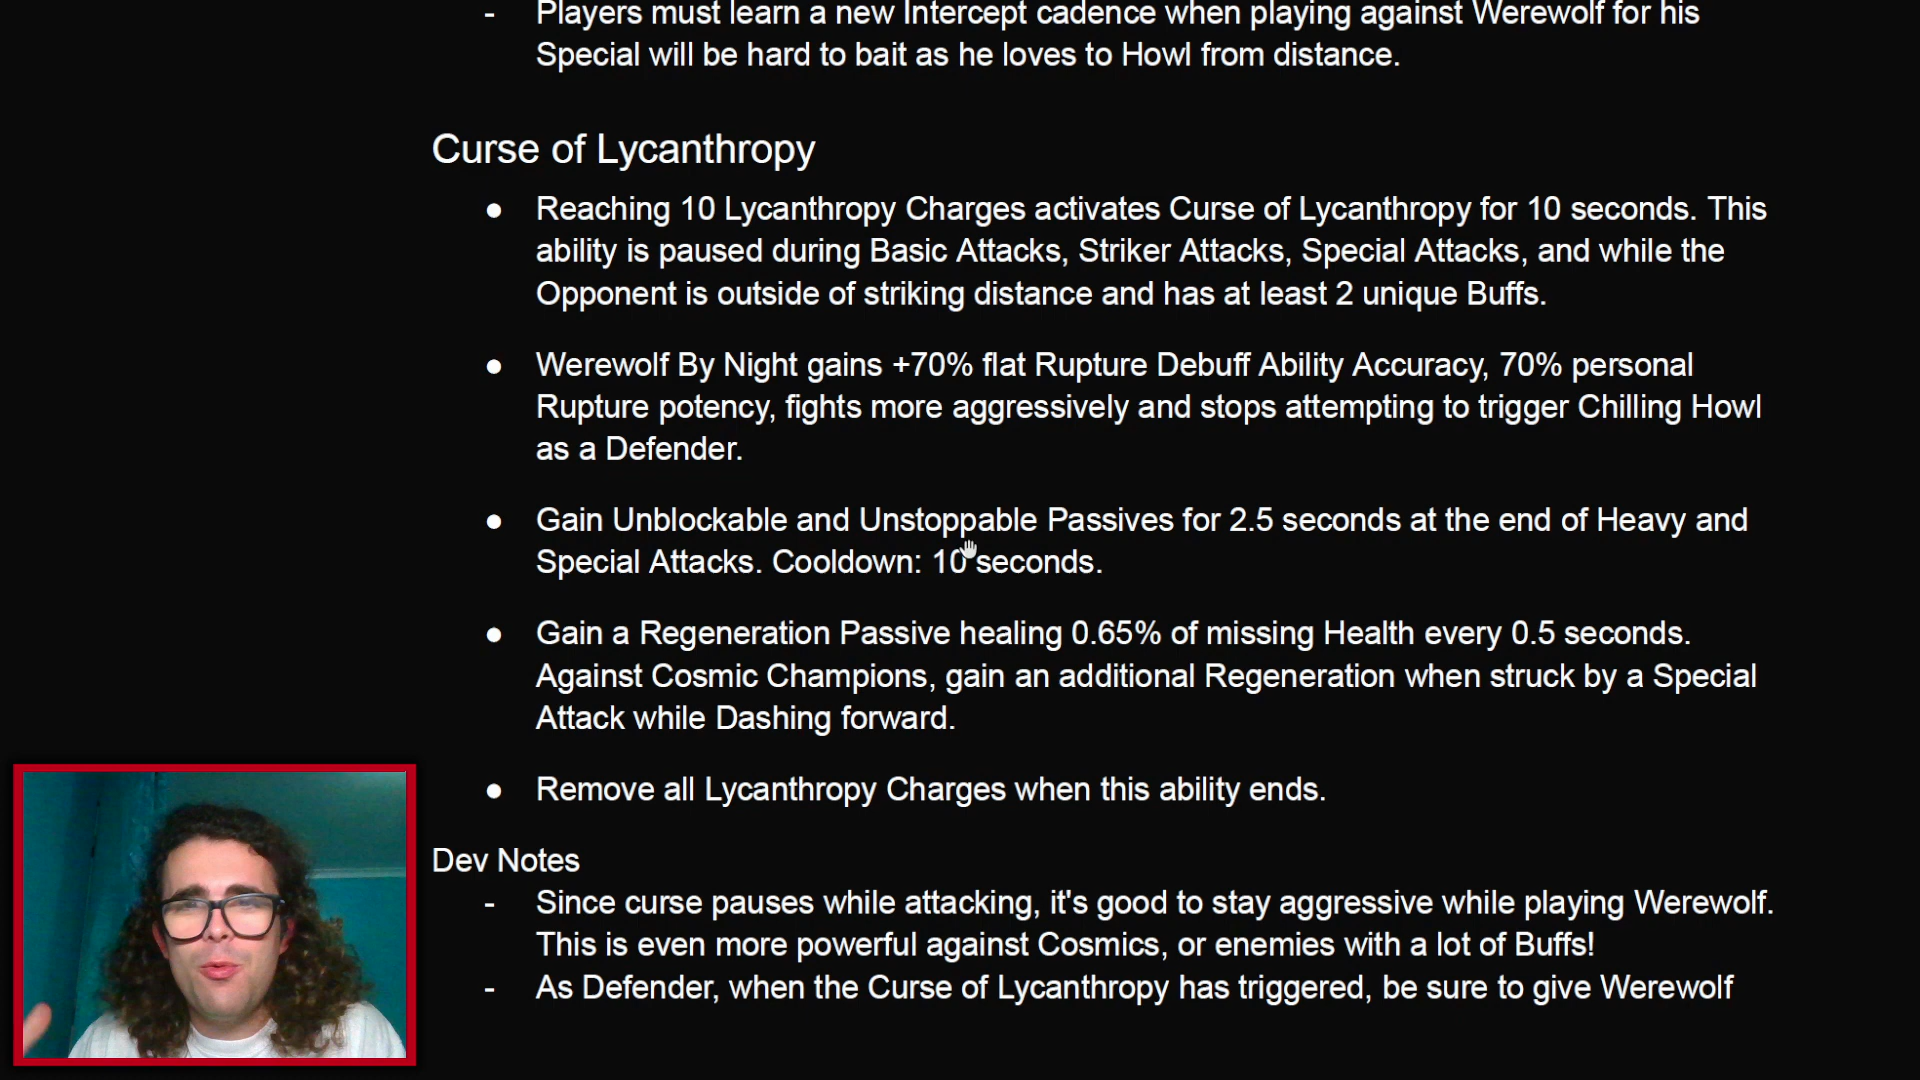 - Players must learn a new Intercept cadence when playing against Werewolf for his
Special will be hard to bait as he loves to Howl from distance.
Curse of Lycanthropy
● Reaching 10 Lycanthropy Charges activates Curse of Lycanthropy for 10 seconds. This
ability is paused during Basic Attacks, Striker Attacks, Special Attacks, and while the
Opponent is outside of striking distance and has at least 2 unique Buffs.
● Werewolf By Night gains +70% flat Rupture Debuff Ability Accuracy, 70% personal
Rupture potency, fights more aggressively and stops attempting to trigger Chilling Howl
as a Defender.
● Gain Unblockable and Unstoppable Passives for 2.5 seconds at the end of Heavy and
Special Attacks. Cooldown: 10 seconds.
● Gain a Regeneration Passive healing 0.65% of missing Health every 0.5 seconds.
Against Cosmic Champions, gain an additional Regeneration when struck by a Special
Attack while Dashing forward.
● Remove all Lycanthropy Charges when this ability ends.
Dev Notes
- Since curse pauses while attacking, it's good to stay aggressive while playing Werewolf.
This is even more powerful against Cosmics, or enemies with a lot of Buffs!
- As Defender, when the Curse of Lycanthropy has triggered, be sure to give Werewolf